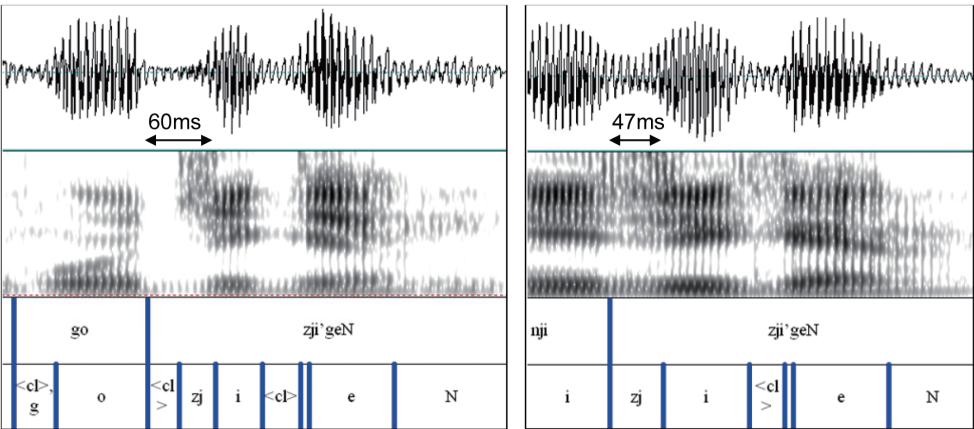 60ms
go
zji'geN
<cl>,
g
o
<cl
>
zj
i
<cl>
e
N
47ms
nji
zji'geN
i
zj
i
<cl
>
e
N